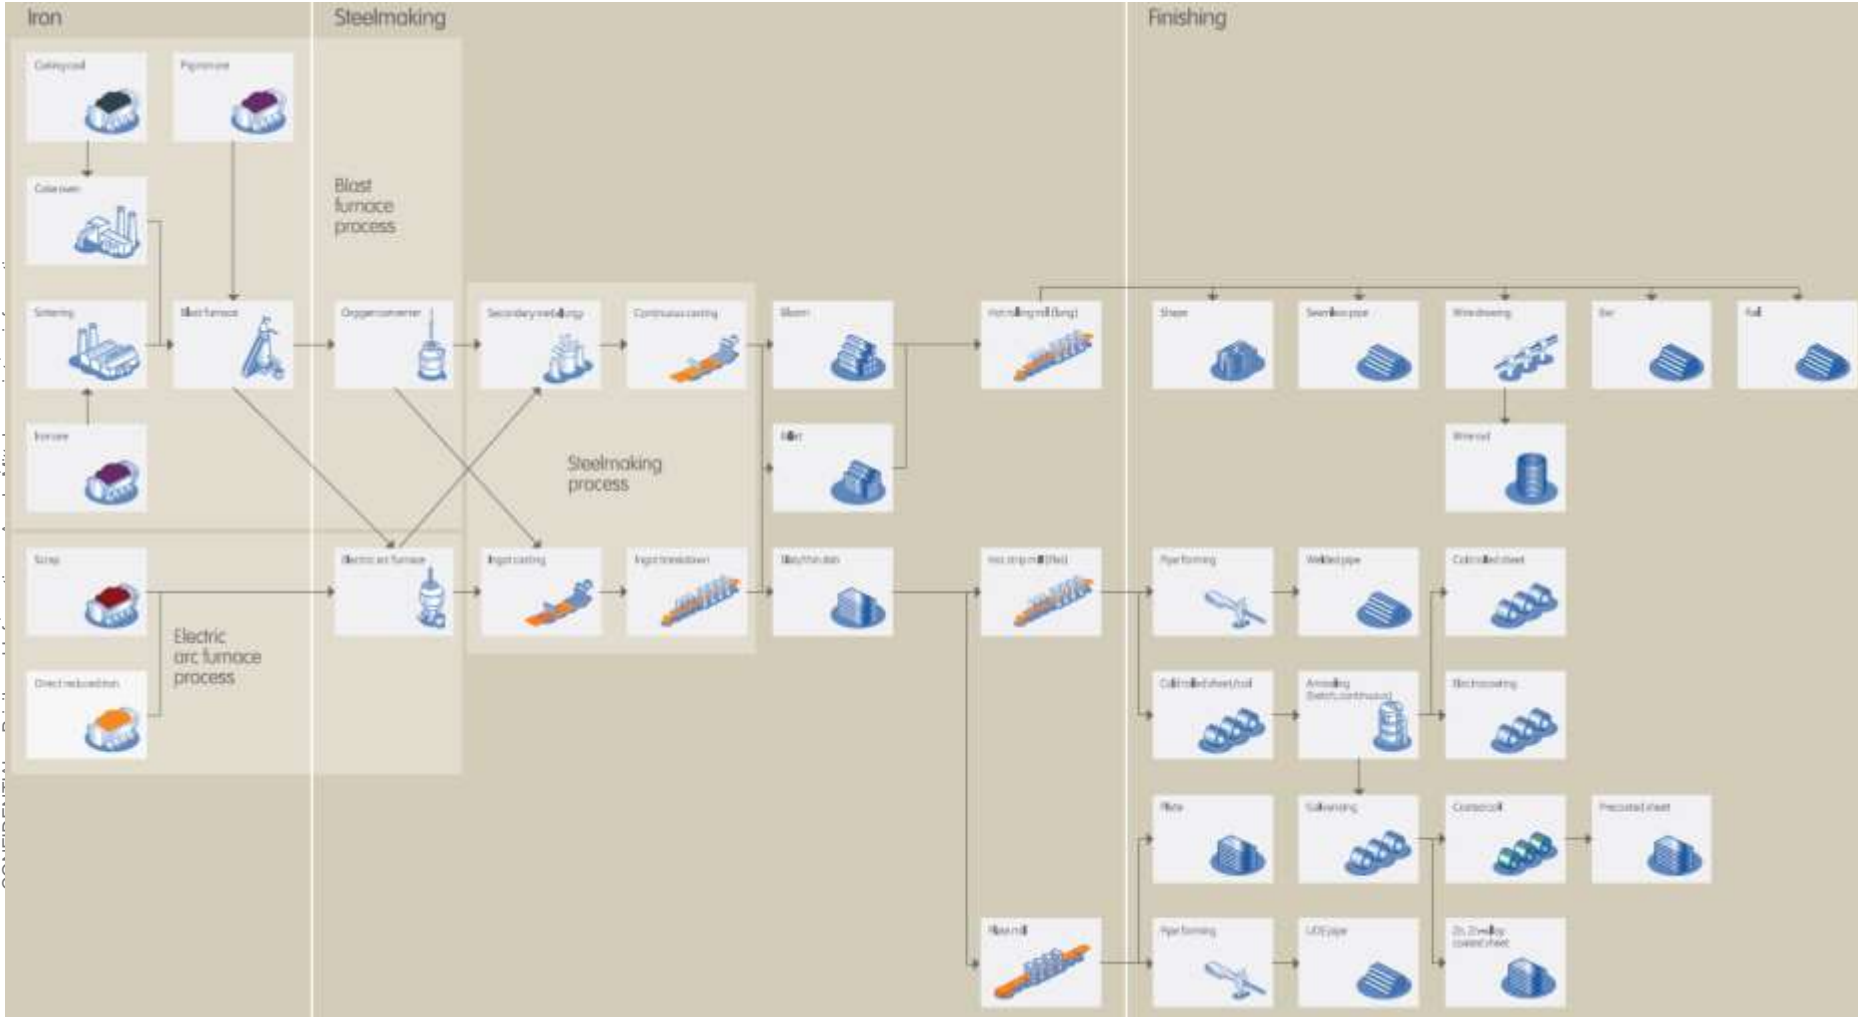 Iron
Steelmaking
Finishing
Coking coal
Pig iron ore
Coke oven
Blast
furnace
process
Sintering
Blast furnace
Oxygen converter
Secondary metallurgy
Continuous casting
Bloom
Hot rolling mill (long)
Shape
Seamless pipe
Wire drawing
Bar
Rail
Iron ore
Steelmaking
process
Billet
Wire rod
Scrap
Electric arc furnace
Ingot casting
Ingot breakdown
Slab/thin slab
Hot strip mill (flat)
Pipe forming
Welded pipe
Cold rolled sheet
Electric
arc furnace
process
Direct reduced iron
Cold rolled sheet/coil
Annealing
(batch, continuous)
Plate
Galvanizing
Coated coil
Precoated sheet
Plate mill
Pipe forming
UOE pipe
Zn, Zn-alloy
coated sheet
CONFIDENTIAL